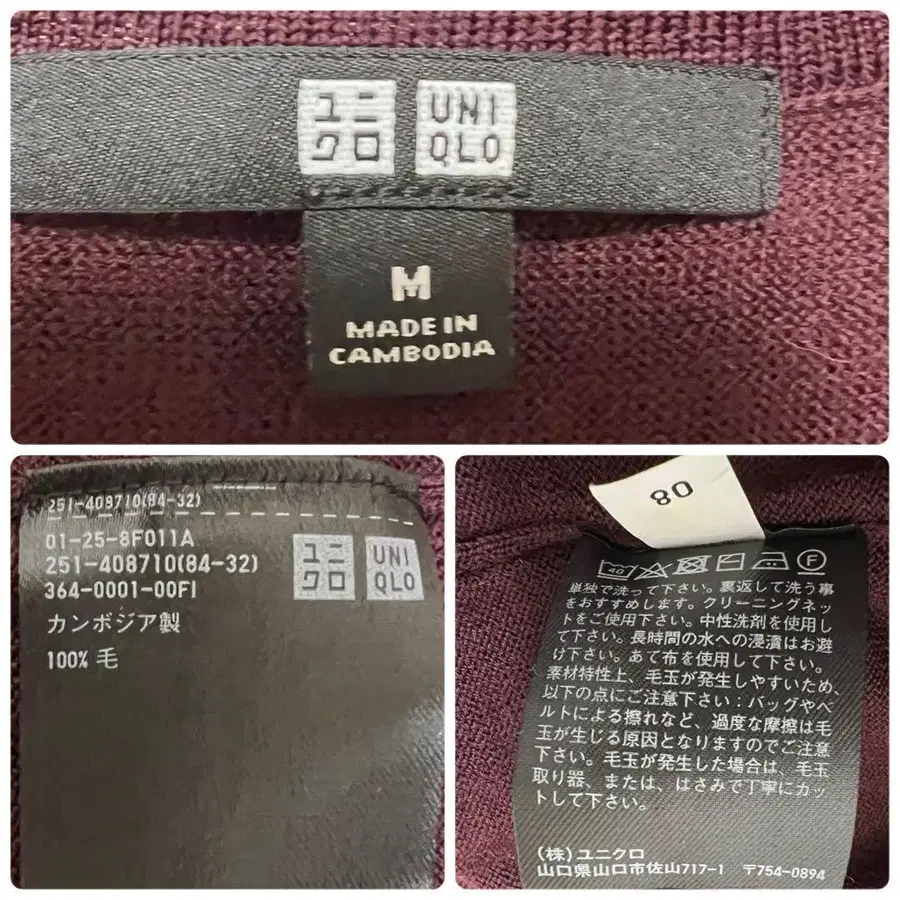 ユニ
クロ
UNI
QLO
M
MADE IN
CAMBODIA
251-408710(84-32)
01-25-8F011A
251-408710(84-32)
364-0001-00FI
カンボジア製
100% 毛
ユニ
クロ
UNI
QLO
80
40 P F
単独で洗って下さい。裏返して洗う事
をおすすめします。クリーニングネッ
トをご使用下さい。中性洗剤を使用し
て下さい。長時間の水への浸漬はお避
け下さい。あて布を使用して下さい。
素材特性上、毛玉が発生しやすいため、
以下の点にご注意下さい：バッグやベ
ルトによる擦れなど、過度な摩擦は毛
玉が生じる原因となりますのでご注意
下さい。毛玉が発生した場合は、毛玉
取り器、または、はさみで丁寧にカッ
トして下さい。
(株)ユニクロ
山口県山口市佐山717-1 〒754-0894